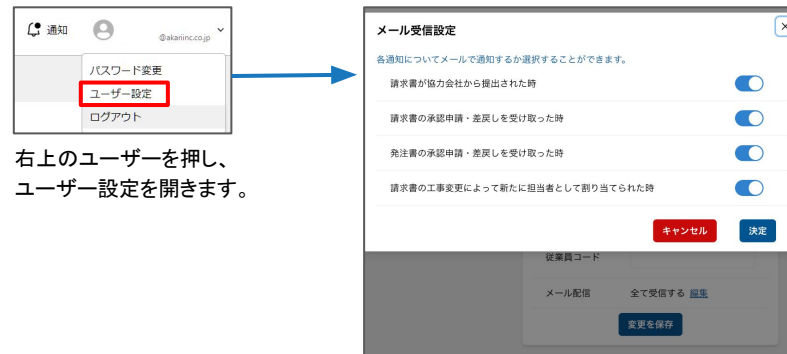 通知
@akariinc.co.jp
パスワード変更
ユーザー設定
ログアウト
右上のユーザーを押し、
ユーザー設定を開きます。
メール受信設定
各通知についてメールで通知するか選択することができます。
請求書が協力会社から提出された時
請求書の承認申請・差戻しを受け取った時
発注書の承認申請・差戻しを受け取った時
請求書の工事変更によって新たに担当者として割り当てられた時
キャンセル 決定
従業員コード
メール配信 全て受信する 編集
変更を保存